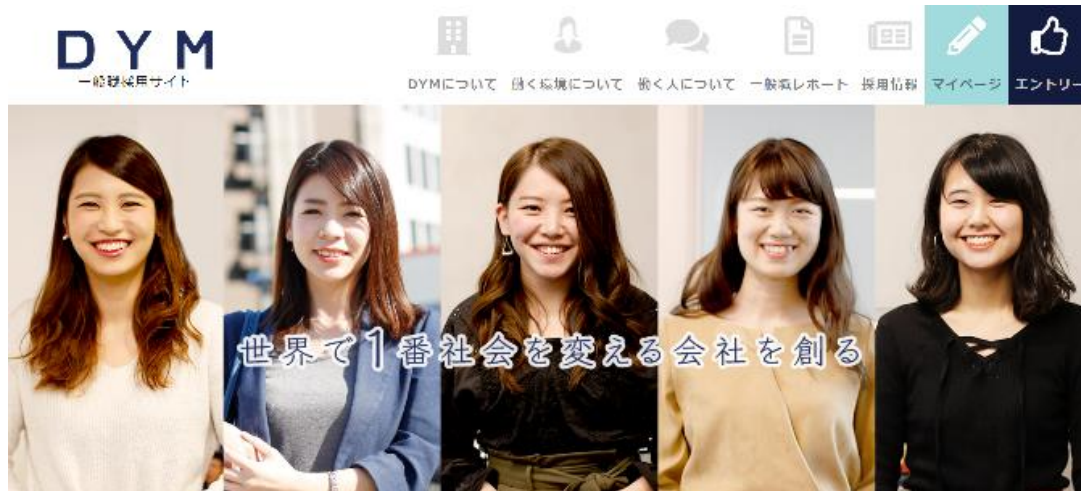 DYM
一般職採用サイト
DYMについて
働く環境について
働く人について
一般職レポート
採用情報
マイページ
エントリー
世界で1番社会を変える会社を創る